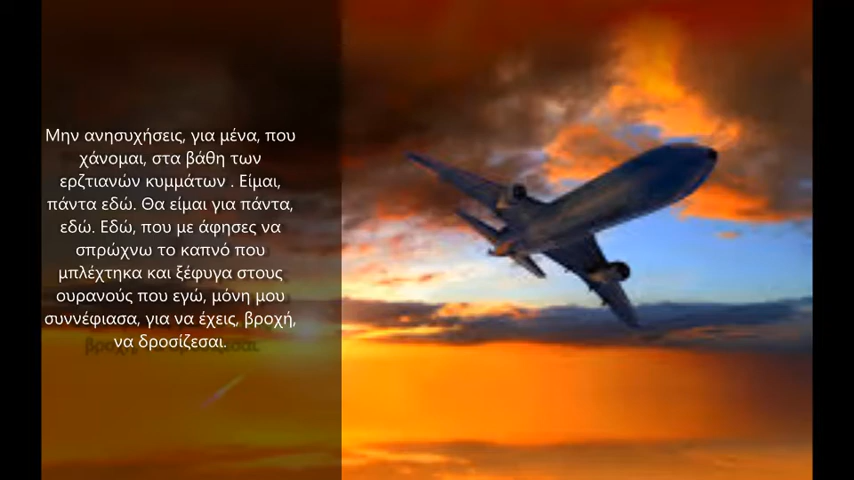 Μην ανησυχήσεις, για μένα, που
χάνομαι, στα βάθη των
ερζτιανών κυμμάτων . Είμαι,
πάντα εδώ. Θα είμαι για πάντα,
εδώ. Εδώ, που με άφησες να
σπρώχνω το καπνό που
μπλέχτηκα και ξέφυγα στους
ουρανούς που εγώ, μόνη μου
συννέφιασα, για να έχεις, βροχή,
να δροσίζεσαι.